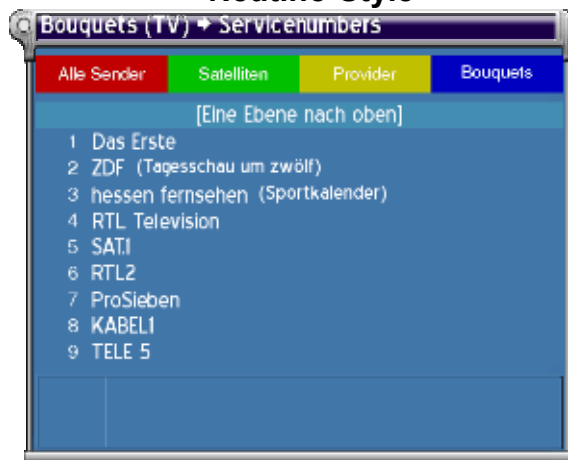 Bouquets (TV) → Servicenumbers
Alle Sender Satelliten Provider Bouquets
[Eine Ebene nach oben]
1 Das Erste
2 ZDF (Tagesschau um zwölf)
3 hessen fernsehen (Sportkalender)
4 RTL Television
5 SAT.1
6 RTL2
7 ProSieben
8 KABEL1
9 TELE 5